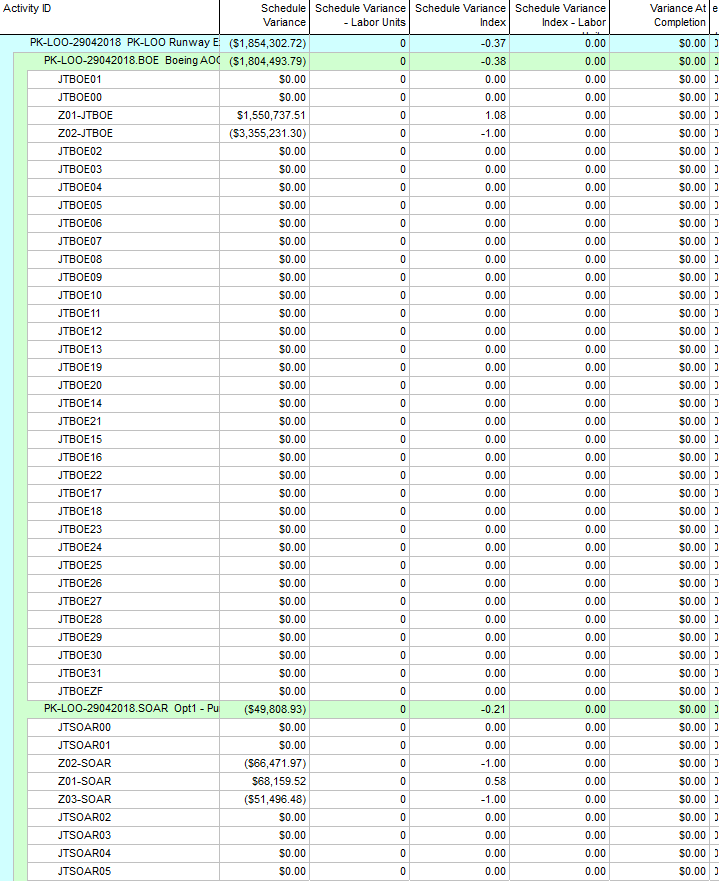 Activity ID Schedule Variance Schedule Variance - Labor Units Schedule Variance Index Schedule Variance Index - Labor Variance At Completion
PK-LOO-29042018 PK-LOO Runway E ($1,854,302.72) 0 -0.37 0.00 $0.00
PK-LOO-29042018.BOE Boeing AOG ($1,804,493.79) 0 -0.38 0.00 $0.00
JTBOE01 $0.00 0 0.00 0.00 $0.00
JTBOE00 $0.00 0 0.00 0.00 $0.00
Z01-JTBOE $1,550,737.51 0 1.08 0.00 $0.00
Z02-JTBOE ($3,355,231.30) 0 -1.00 0.00 $0.00
JTBOE02 $0.00 0 0.00 0.00 $0.00
JTBOE03 $0.00 0 0.00 0.00 $0.00
JTBOE04 $0.00 0 0.00 0.00 $0.00
JTBOE05 $0.00 0 0.00 0.00 $0.00
JTBOE06 $0.00 0 0.00 0.00 $0.00
JTBOE07 $0.00 0 0.00 0.00 $0.00
JTBOE08 $0.00 0 0.00 0.00 $0.00
JTBOE09 $0.00 0 0.00 0.00 $0.00
JTBOE10 $0.00 0 0.00 0.00 $0.00
JTBOE11 $0.00 0 0.00 0.00 $0.00
JTBOE12 $0.00 0 0.00 0.00 $0.00
JTBOE13 $0.00 0 0.00 0.00 $0.00
JTBOE19 $0.00 0 0.00 0.00 $0.00
JTBOE20 $0.00 0 0.00 0.00 $0.00
JTBOE14 $0.00 0 0.00 0.00 $0.00
JTBOE21 $0.00 0 0.00 0.00 $0.00
JTBOE15 $0.00 0 0.00 0.00 $0.00
JTBOE16 $0.00 0 0.00 0.00 $0.00
JTBOE22 $0.00 0 0.00 0.00 $0.00
JTBOE17 $0.00 0 0.00 0.00 $0.00
JTBOE18 $0.00 0 0.00 0.00 $0.00
JTBOE23 $0.00 0 0.00 0.00 $0.00
JTBOE24 $0.00 0 0.00 0.00 $0.00
JTBOE25 $0.00 0 0.00 0.00 $0.00
JTBOE26 $0.00 0 0.00 0.00 $0.00
JTBOE27 $0.00 0 0.00 0.00 $0.00
JTBOE28 $0.00 0 0.00 0.00 $0.00
JTBOE29 $0.00 0 0.00 0.00 $0.00
JTBOE30 $0.00 0 0.00 0.00 $0.00
JTBOE31 $0.00 0 0.00 0.00 $0.00
JTBOEZF $0.00 0 0.00 0.00 $0.00
PK-LOO-29042018.SOAR Opt1 - Pu ($49,808.93) 0 -0.21 0.00 $0.00
JTSOAR00 $0.00 0 0.00 0.00 $0.00
JTSOAR01 $0.00 0 0.00 0.00 $0.00
Z02-SOAR ($66,471.97) 0 -1.00 0.00 $0.00
Z01-SOAR $68,159.52 0 0.58 0.00 $0.00
Z03-SOAR ($51,496.48) 0 -1.00 0.00 $0.00
JTSOAR02 $0.00 0 0.00 0.00 $0.00
JTSOAR03 $0.00 0 0.00 0.00 $0.00
JTSOAR04 $0.00 0 0.00 0.00 $0.00
JTSOAR05 $0.00 0 0.00 0.00 $0.00